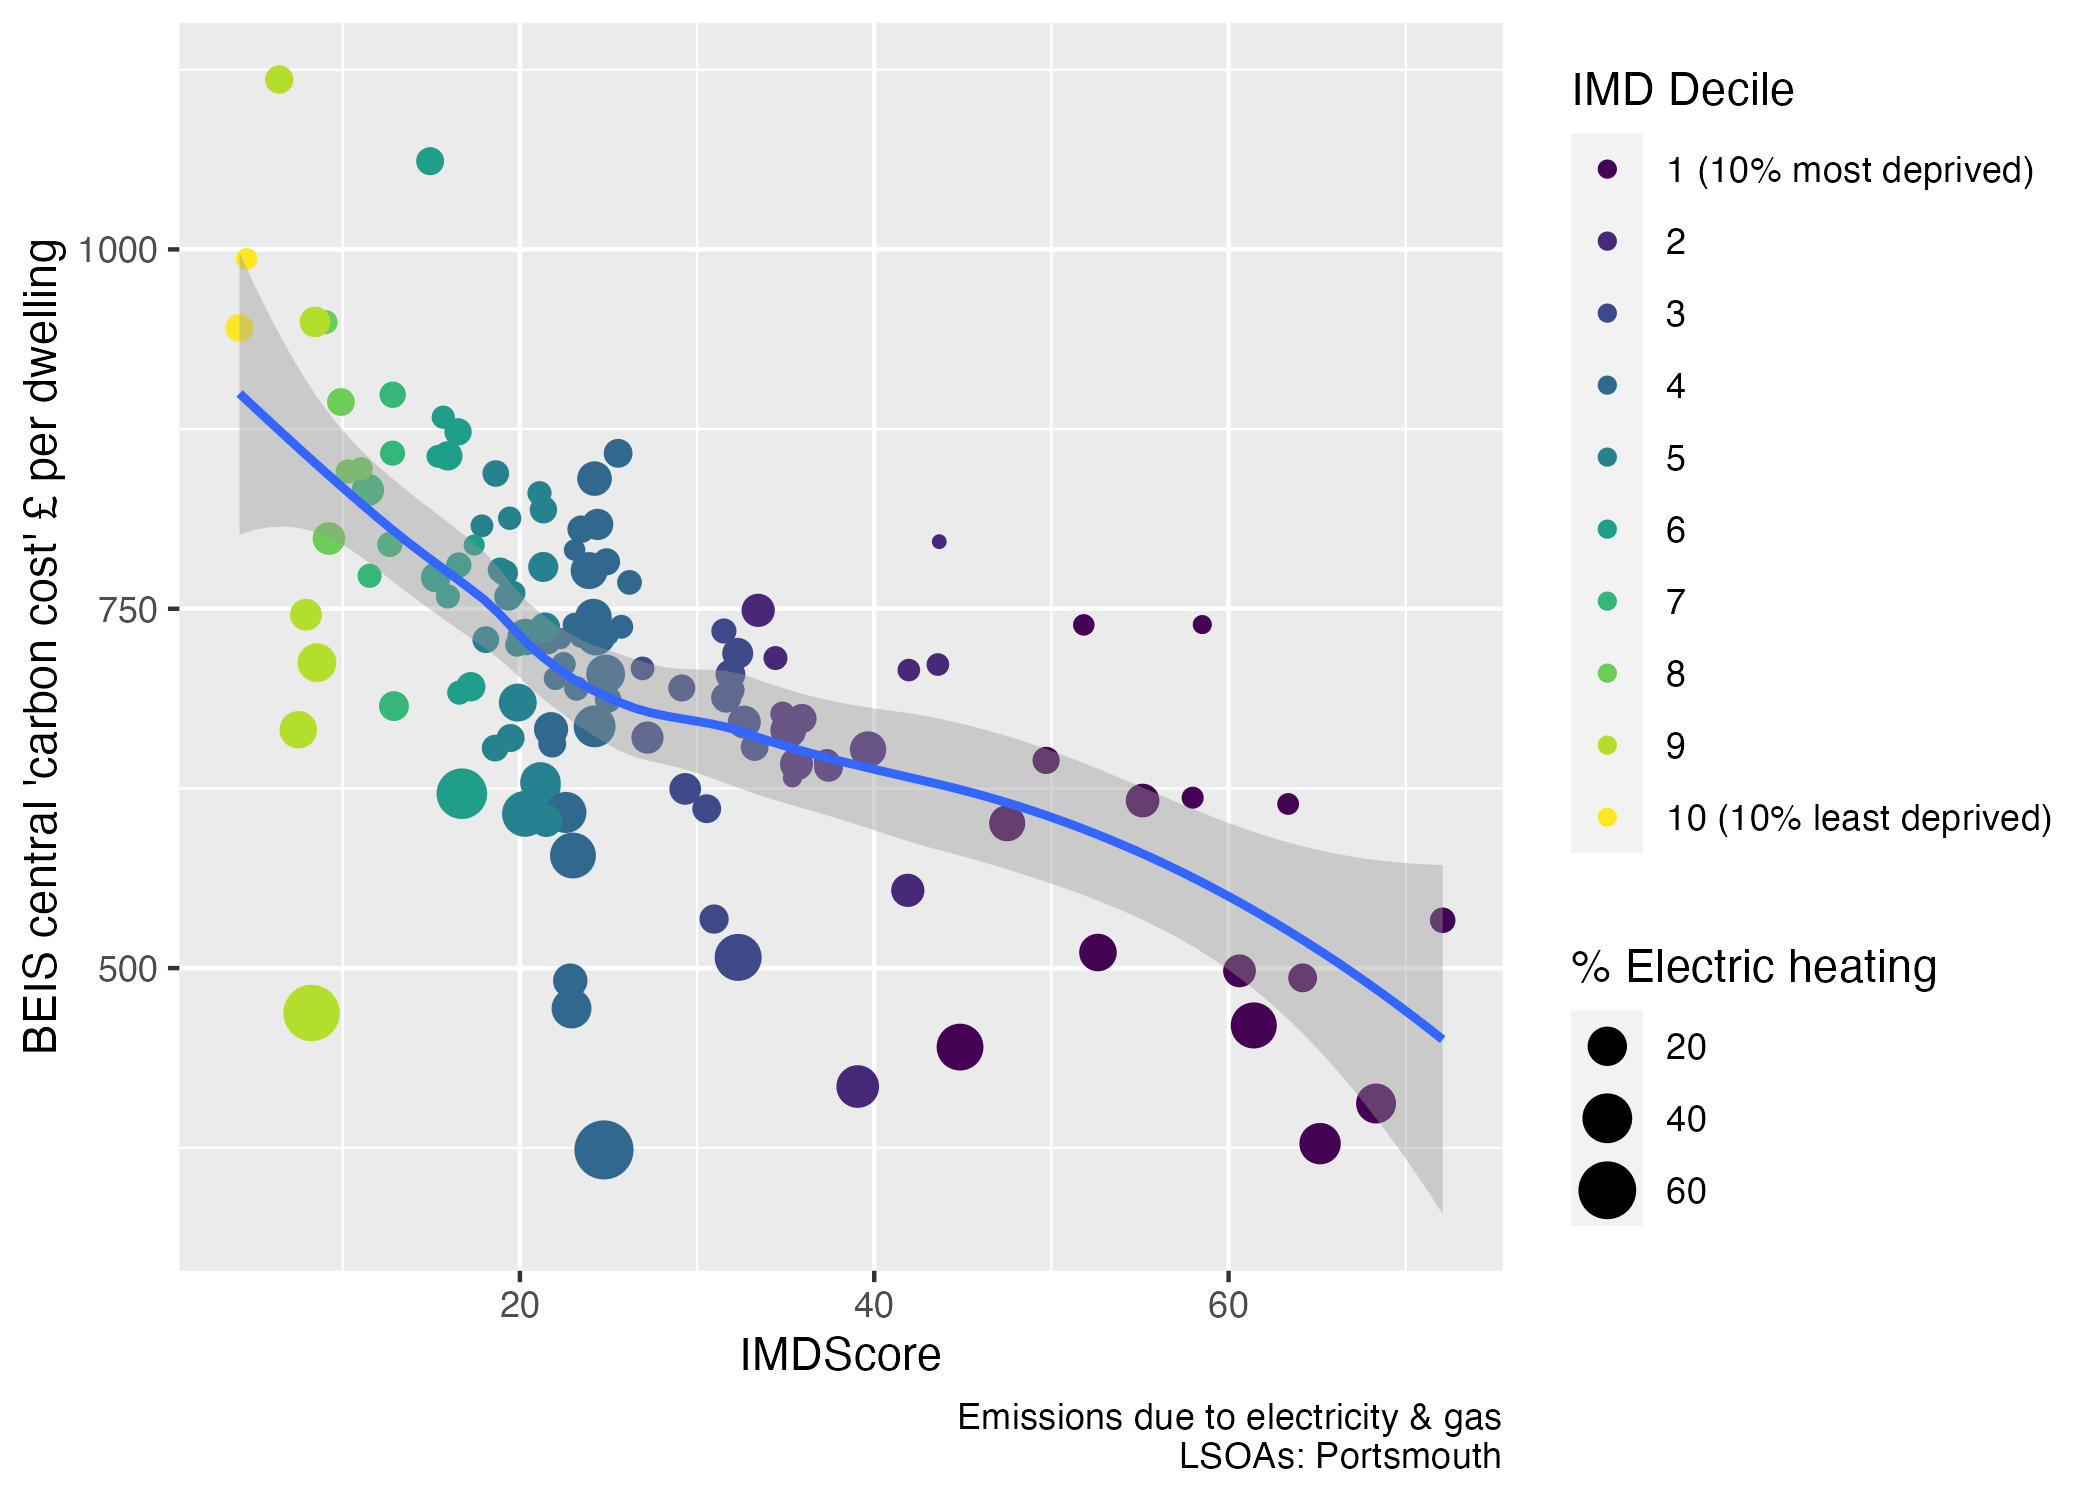 BEIS central 'carbon cost' £ per dwelling
1000
750
500
20
40
60
IMDScore
Emissions due to electricity & gas
LSOAs: Portsmouth
IMD Decile
1 (10% most deprived)
2
3
4
5
6
7
8
9
10 (10% least deprived)
% Electric heating
20
40
60